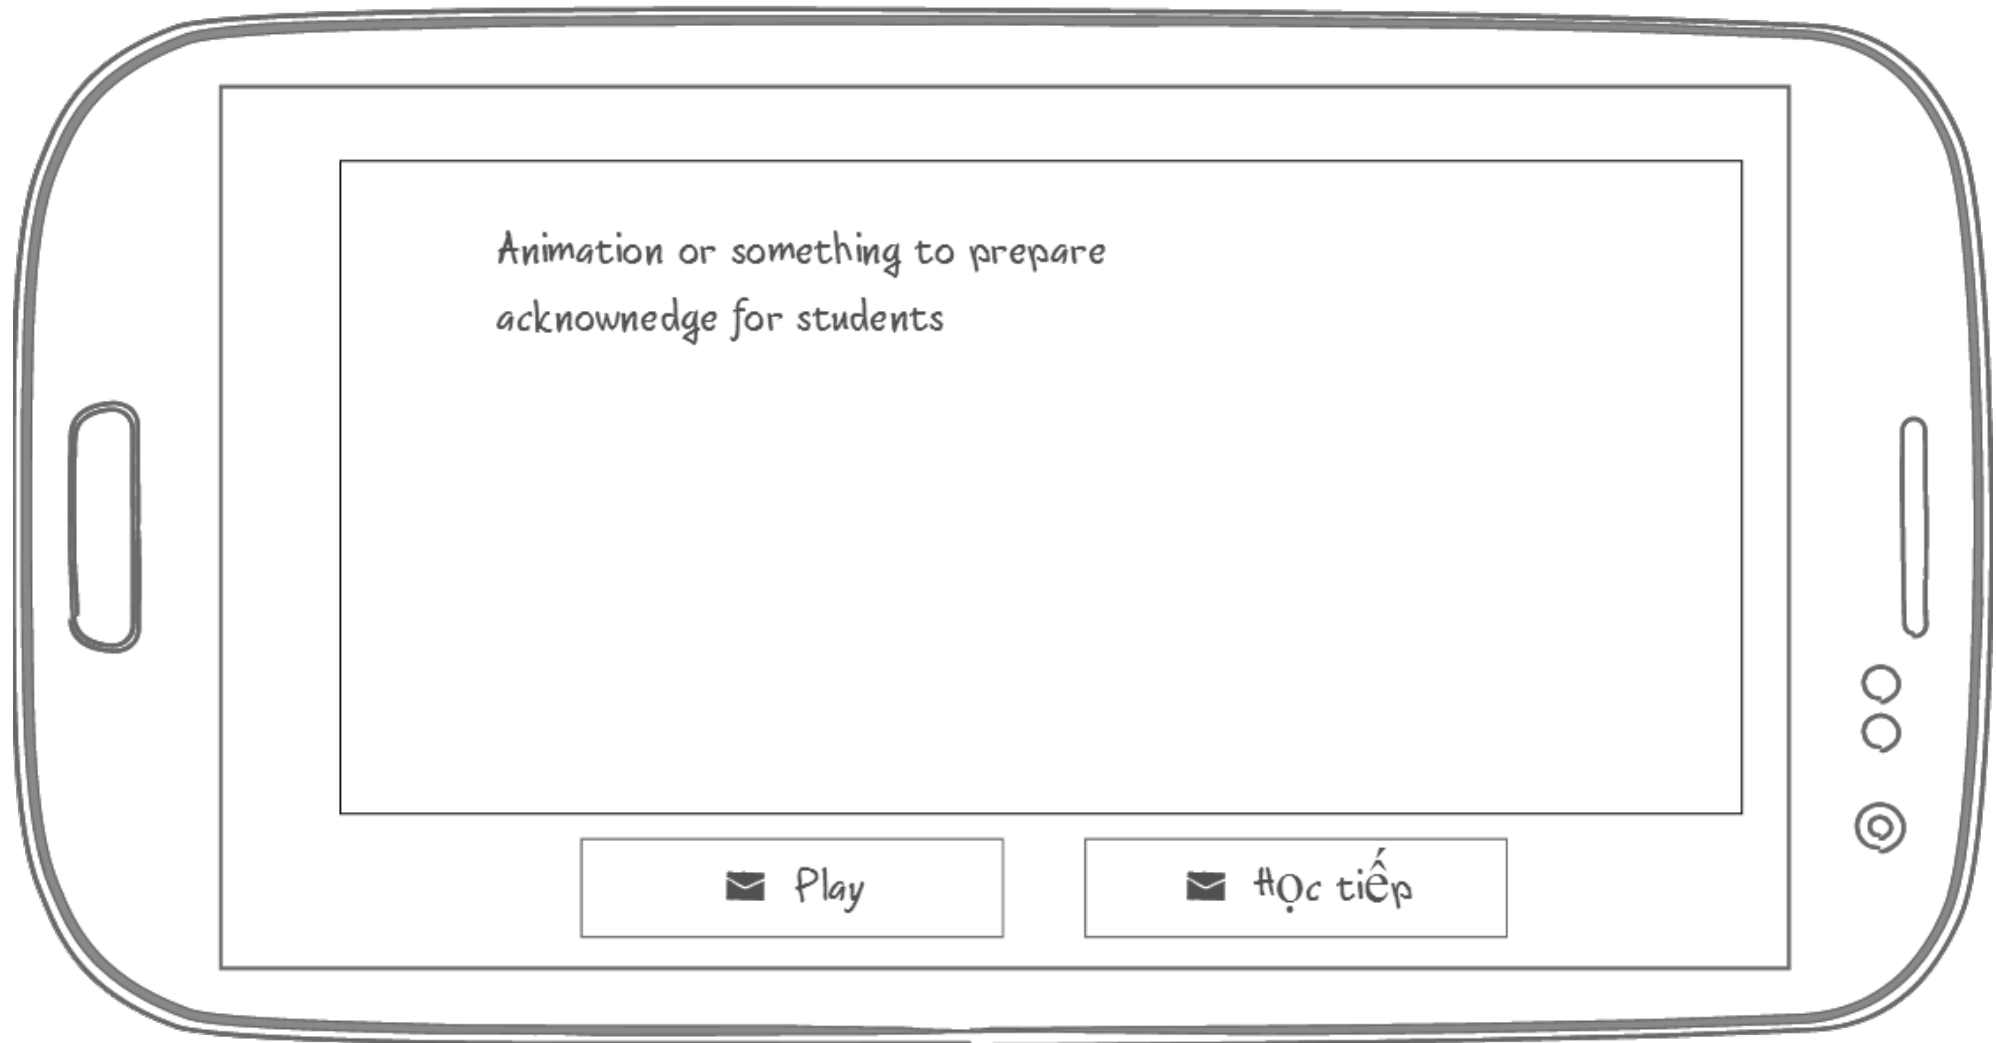 Animation or something to prepare
acknownedge for students
Play
Học tiếp